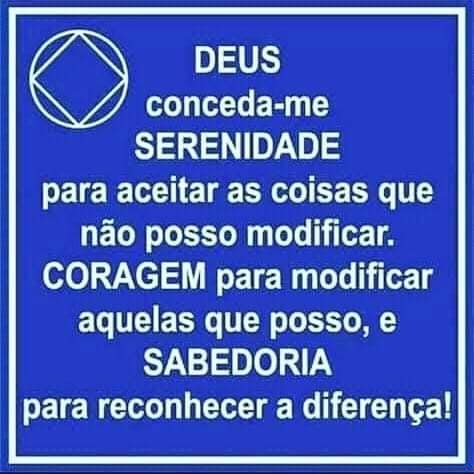 DEUS
conceda-me
SERENIDADE
para aceitar as coisas que
não posso modificar.
CORAGEM para modificar
aquelas que posso, e
SABEDORIA
para reconhecer a diferença!